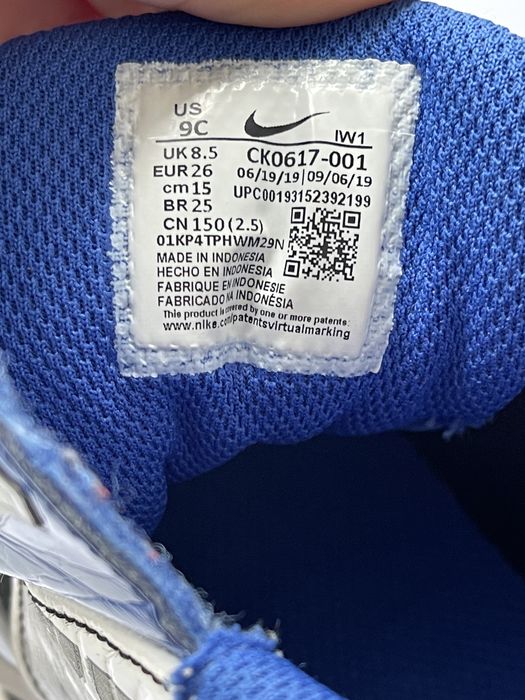 US
9C
IW1
UK 8.5
EUR 26
cm 15
BR 25
CN 150 (2.5)
CK0617-001
06/19/19 | 09/06/19
UPC00193152392199
01KP4TPHWM29N
MADE IN INDONESIA
HECHO EN INDONESIA
FABRIQUE EN INDONESIE
FABRICADO NA INDONÉSIA
This product is covered by one or more patents:
www.nike.com/patentsvirtualmarking